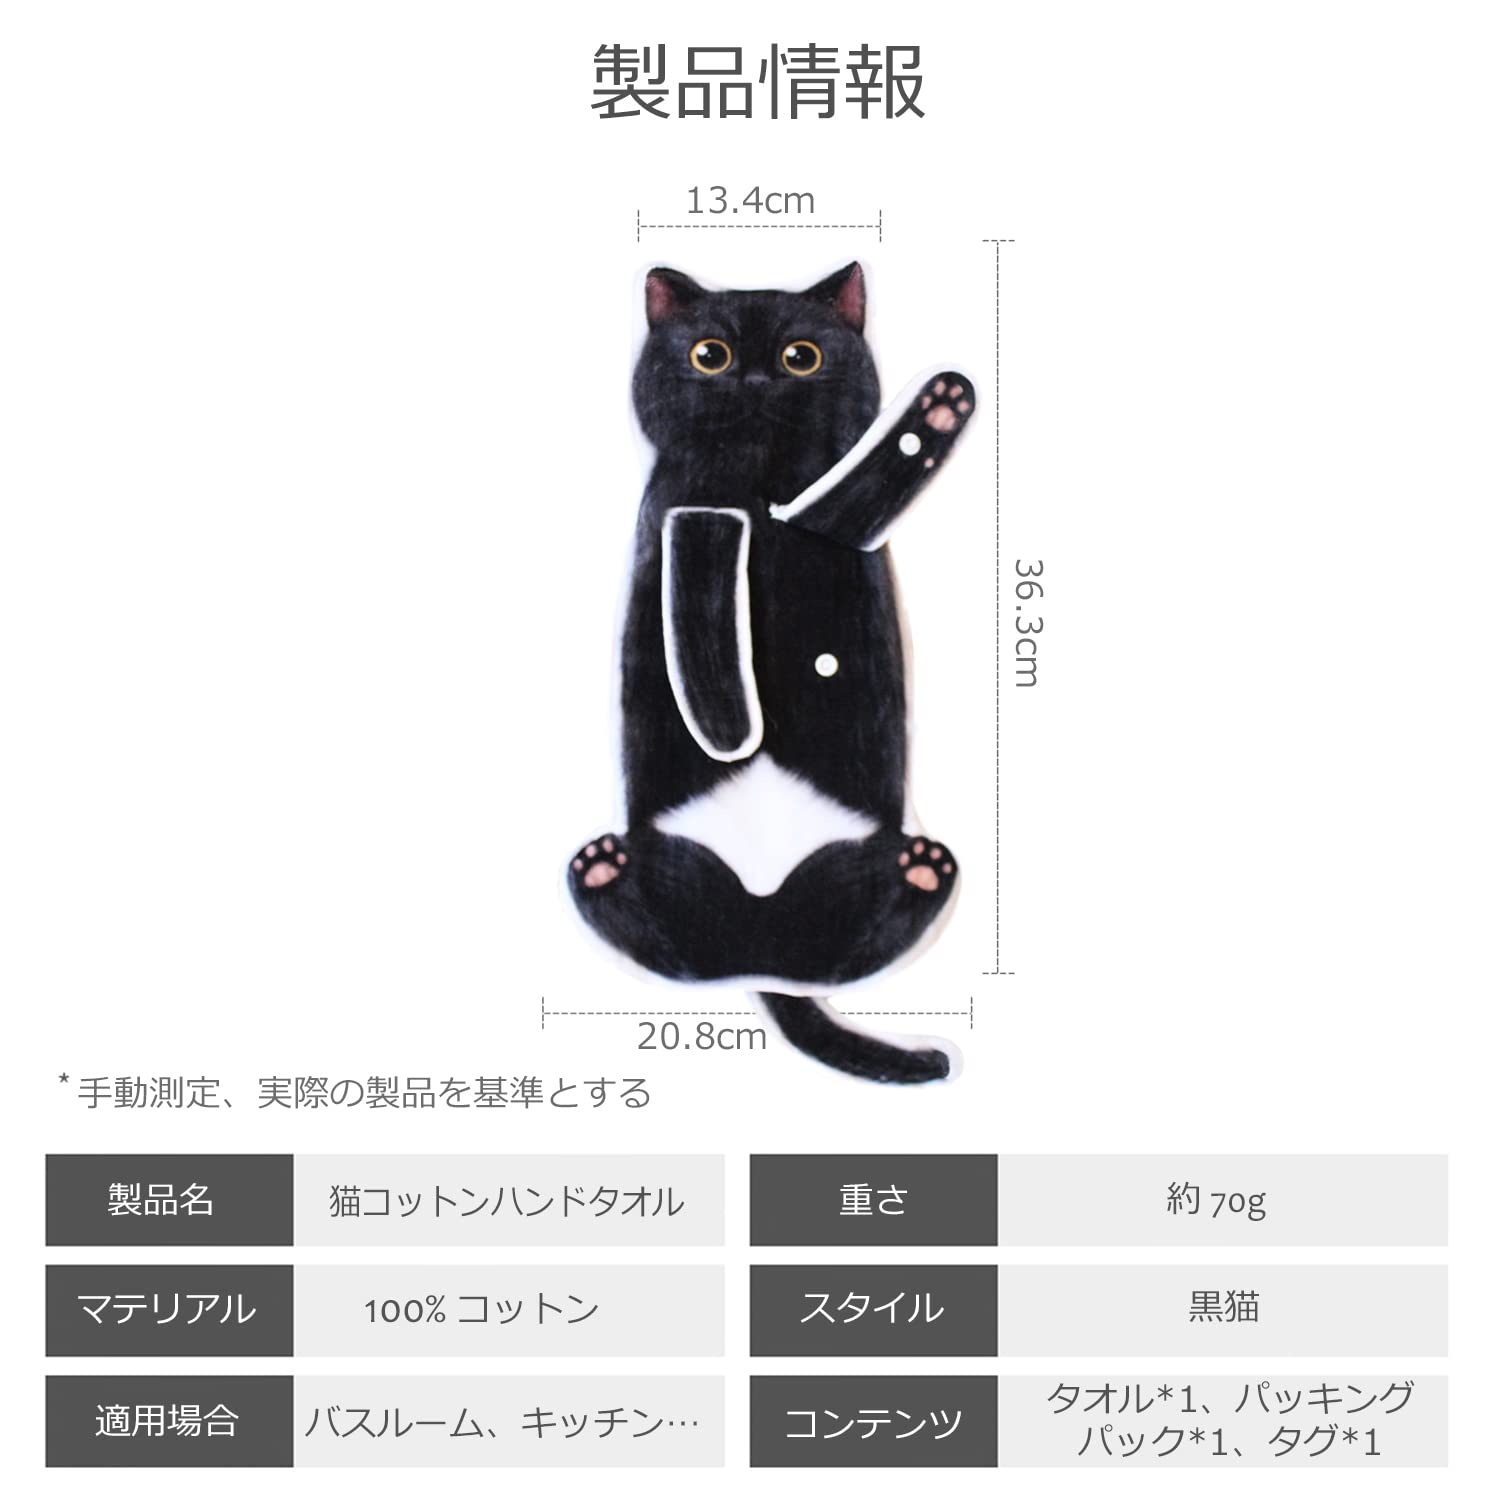 製品情報
13.4cm
36.3cm
20.8cm
* 手動測定、実際の製品を基準とする
製品名
猫コットンハンドタオル
重さ
約 70g
マテリアル
100% コットン
スタイル
黒猫
適用場合
バスルーム、キッチン…
コンテンツ
タオル*1、パッキング
パック*1、タグ*1